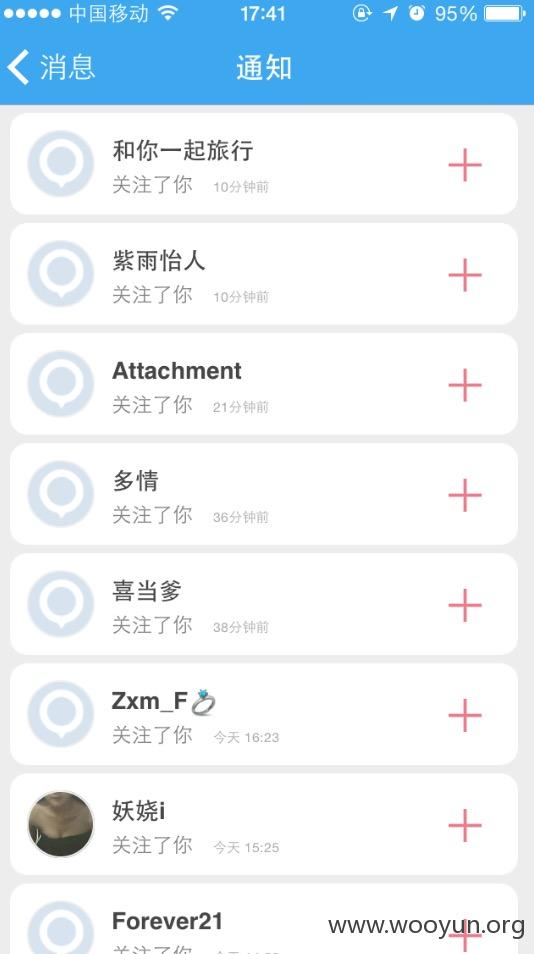 中国移动 17:41 95%
消息 通知
和你一起旅行
关注了你 10分钟前
紫雨怡人
关注了你 10分钟前
Attachment
关注了你 21分钟前
多情
关注了你 36分钟前
喜当爹
关注了你 38分钟前
Zxm_F💍
关注了你 今天 16:23
妖娆i
关注了你 今天 15:25
Forever21
www.wooyun.org
关注了你 今天